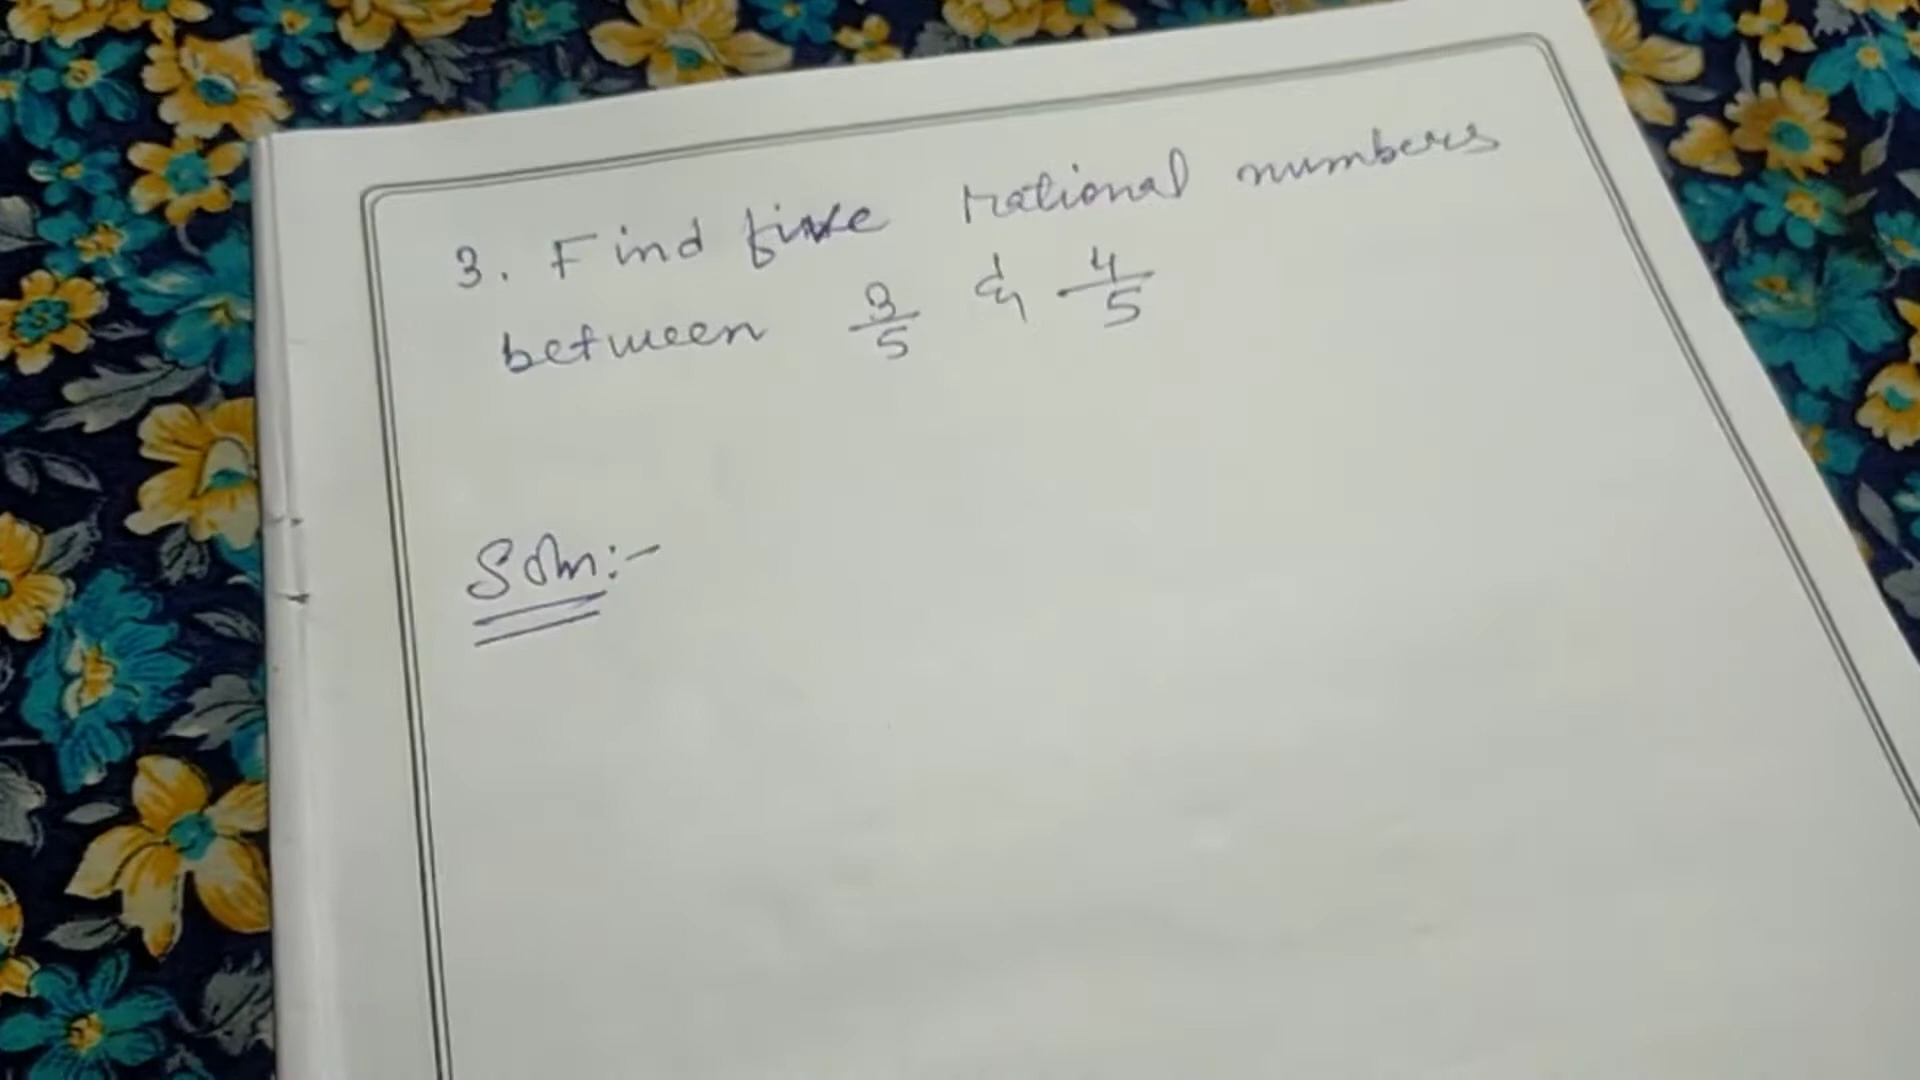 3. Find five rational numbers
between 3/5 & 4/5
Soln:-